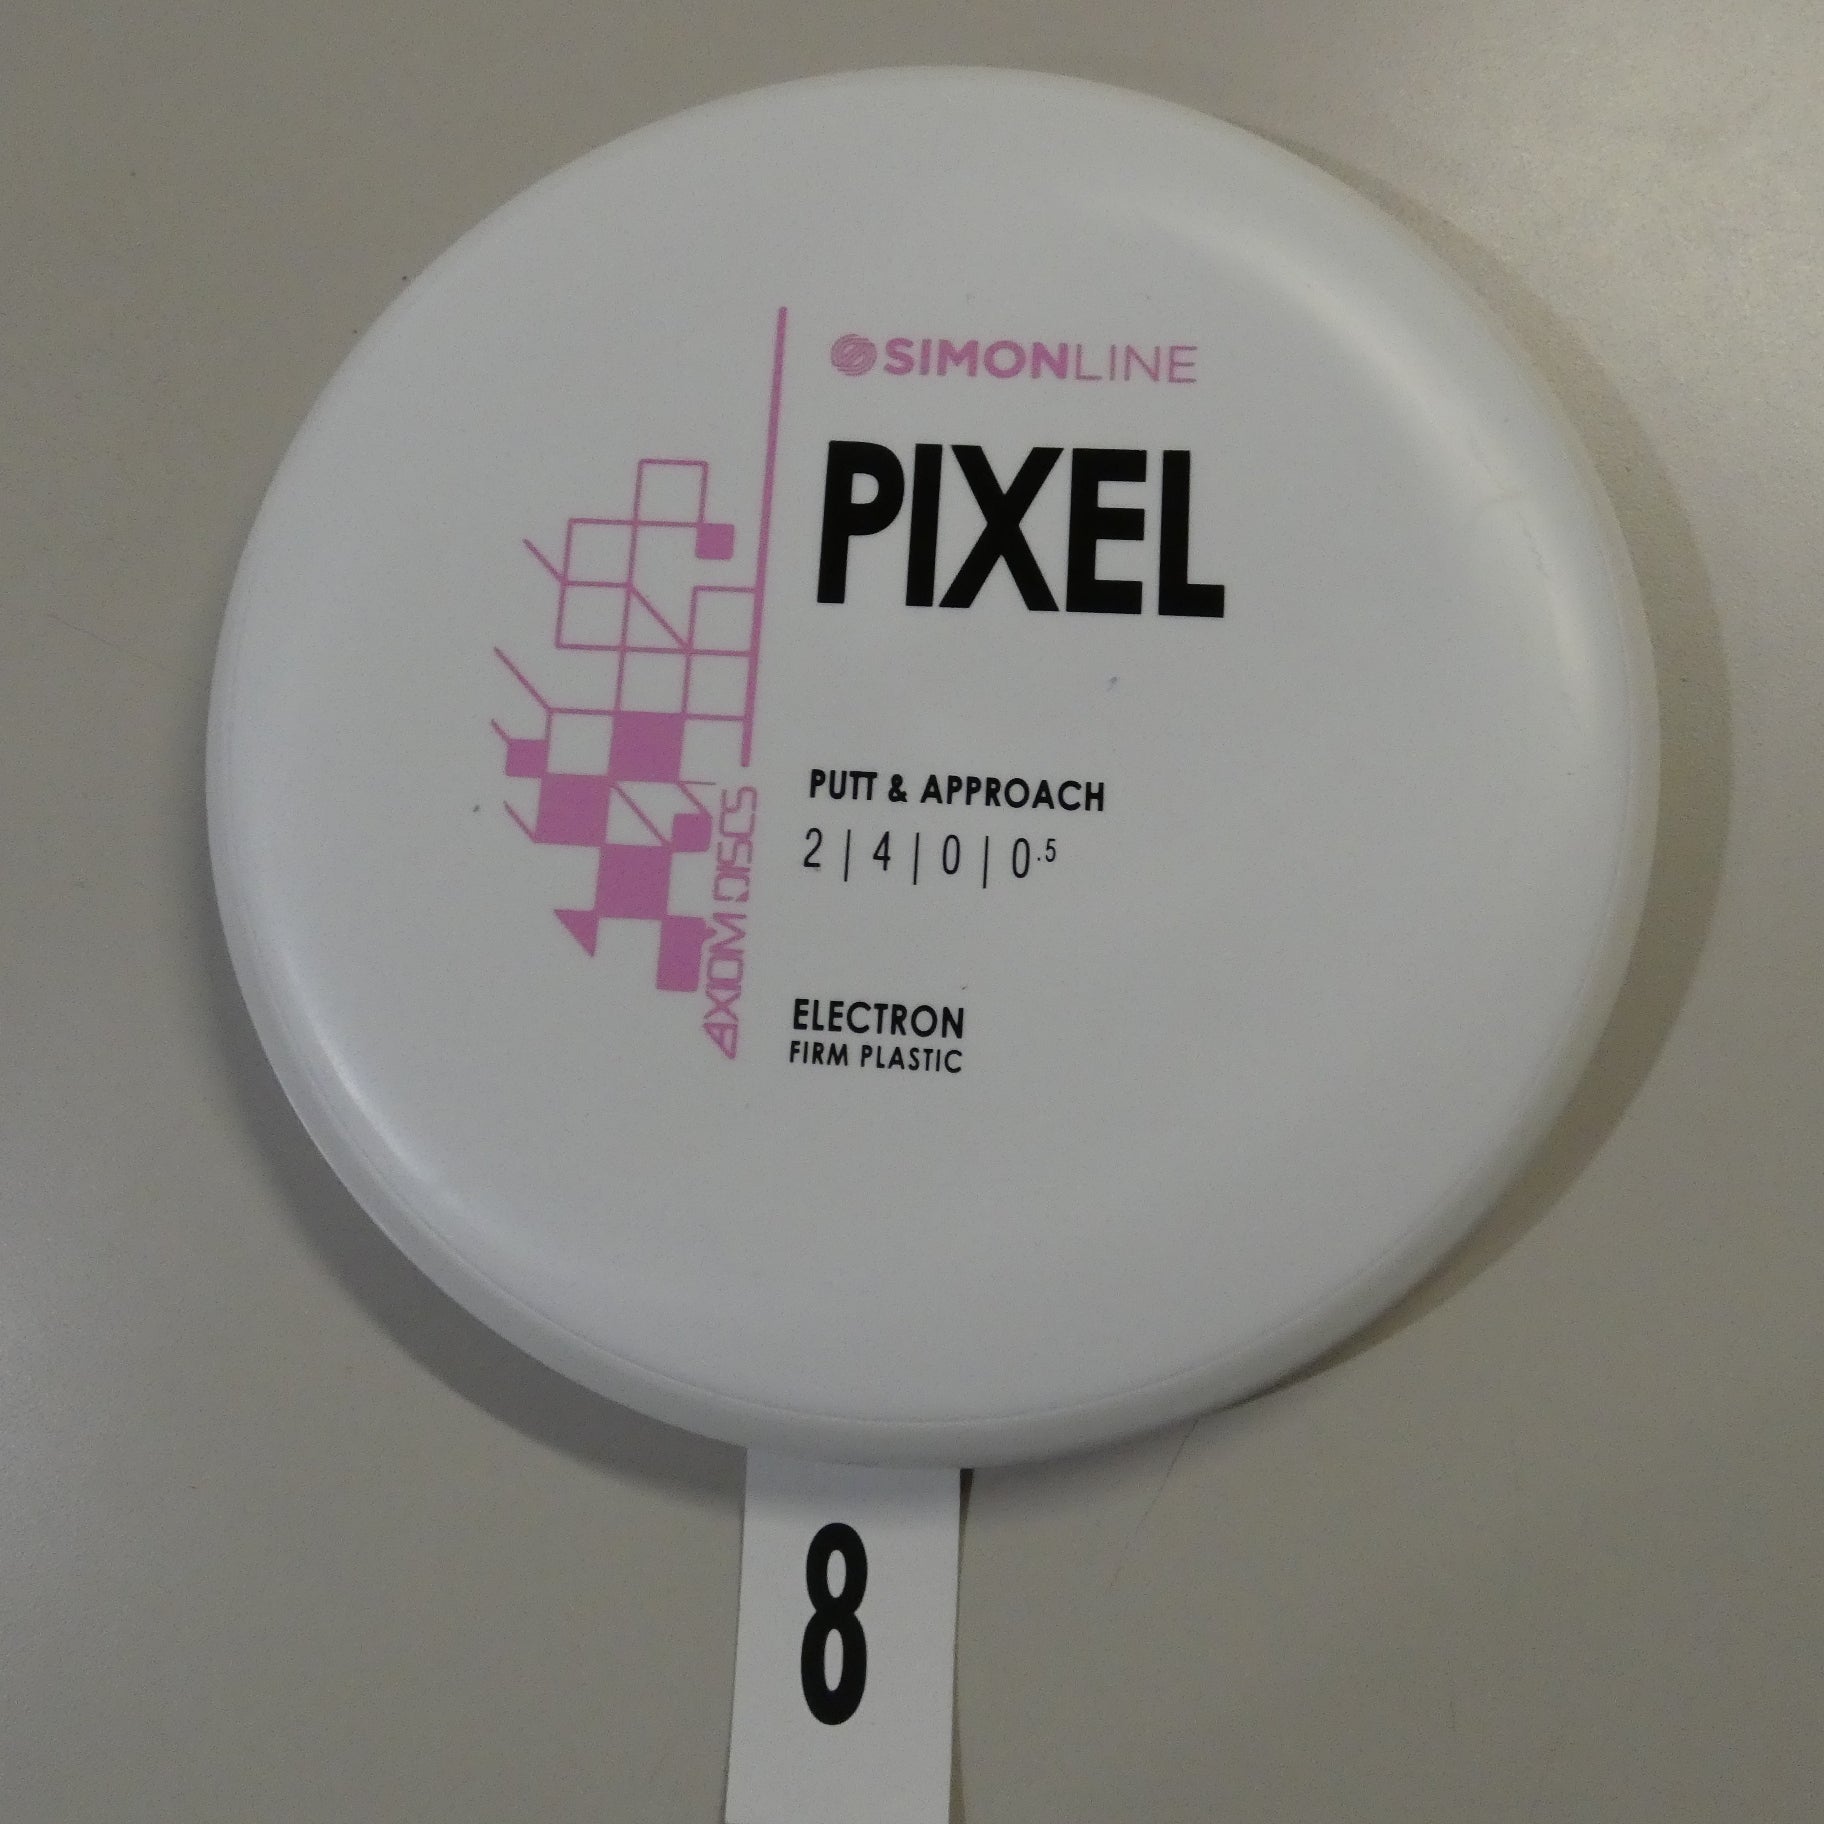 SIMONLINE
PIXEL
PUTT & APPROACH
2 | 4 | 0 | 0.5
ELECTRON
FIRM PLASTIC
AXIOM DISCS
8